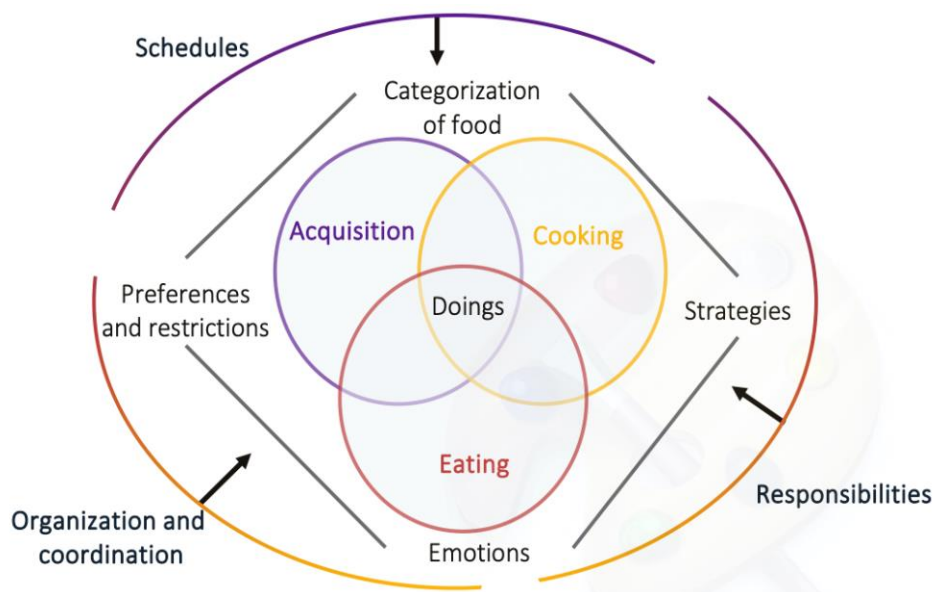 Schedules
Categorization
of food
Acquisition
Cooking
Preferences
and restrictions
Doings
Strategies
Eating
Responsibilities
Organization and
coordination
Emotions